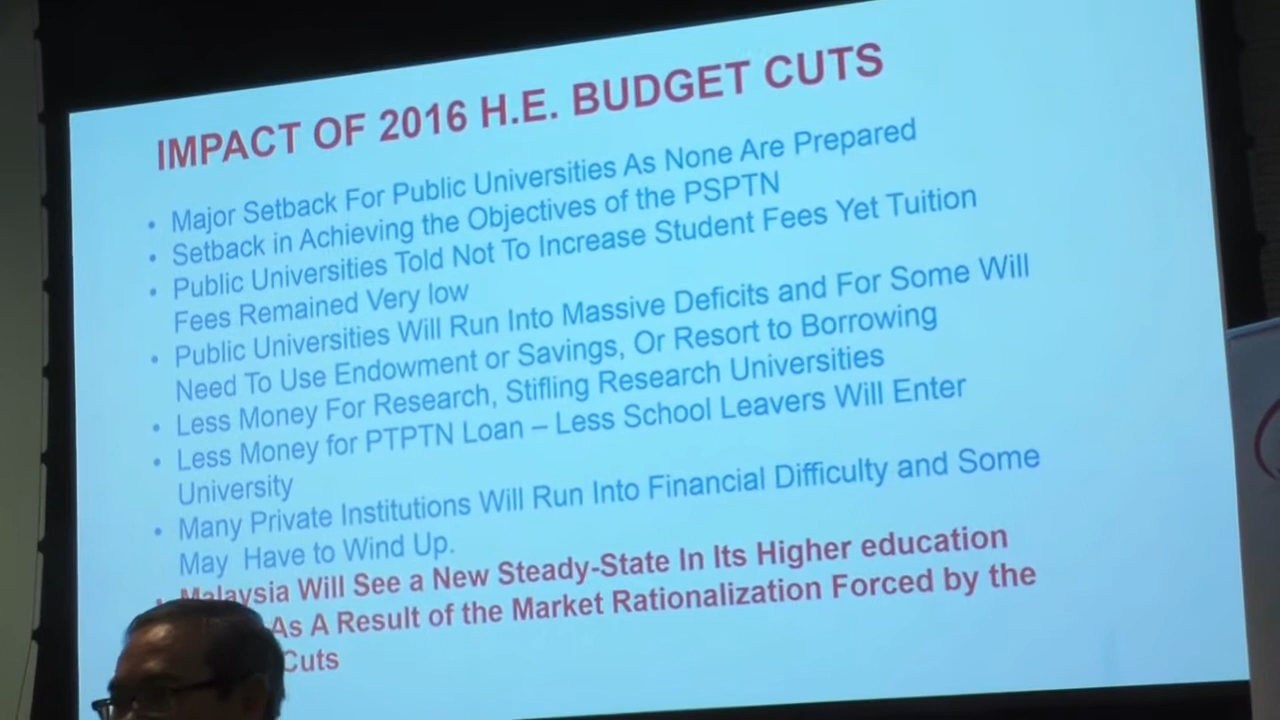 IMPACT OF 2016 H.E. BUDGET CUTS
• Major Setback For Public Universities As None Are Prepared
• Setback in Achieving the Objectives of the PSPTN
• Public Universities Told Not To Increase Student Fees Yet Tuition
Fees Remained Very low
• Public Universities Will Run Into Massive Deficits and For Some Will
Need To Use Endowment or Savings, Or Resort to Borrowing
• Less Money For Research, Stifling Research Universities
• Less Money for PTPTN Loan – Less School Leavers Will Enter
University
• Many Private Institutions Will Run Into Financial Difficulty and Some
May Have to Wind Up.
• Malaysia Will See a New Steady-State In Its Higher education
As A Result of the Market Rationalization Forced by the
Cuts